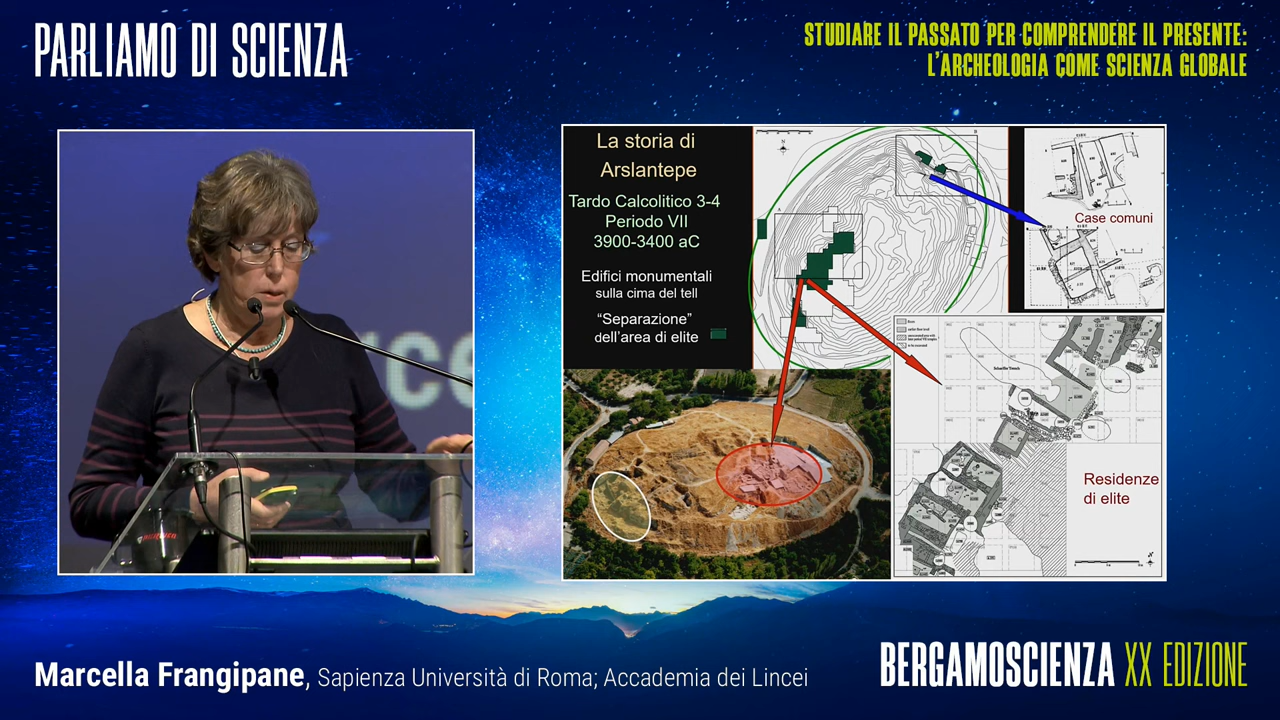 PARLIAMO DI SCIENZA
STUDIARE IL PASSATO PER COMPRENDERE IL PRESENTE:
L'ARCHEOLOGIA COME SCIENZA GLOBALE
La storia di
Arslantepe
Tardo Calcolitico 3-4
Periodo VII
3900-3400 aC
Edifici monumentali
sulla cima del tell
"Separazione"
dell'area di elite
Case comuni
Residenze
di elite
Marcella Frangipane, Sapienza Università di Roma; Accademia dei Lincei
BERGAMOSCIENZA XX EDIZIONE